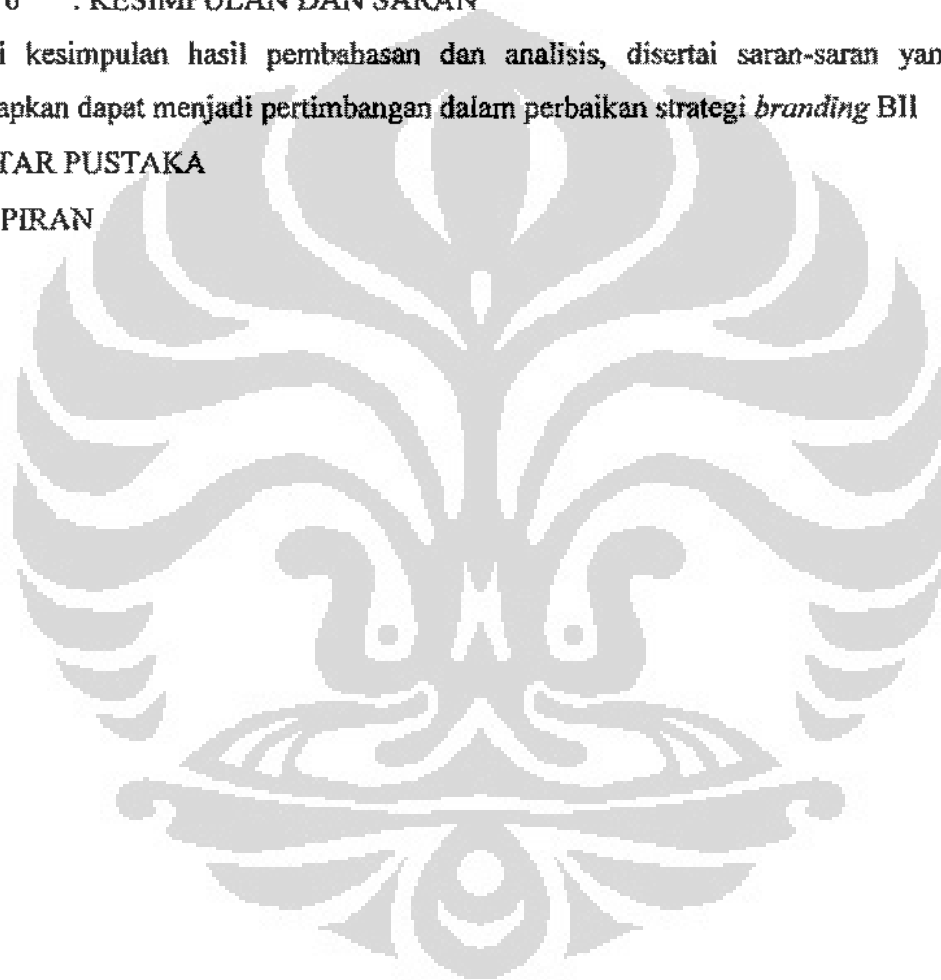 6 : KESIMPULAN DAN SARAN
i kesimpulan hasil pembahasan dan analisis, disertai saran-saran yan
apkan dapat menjadi pertimbangan dalam perbaikan strategi branding BII
TAR PUSTAKA
PIRAN